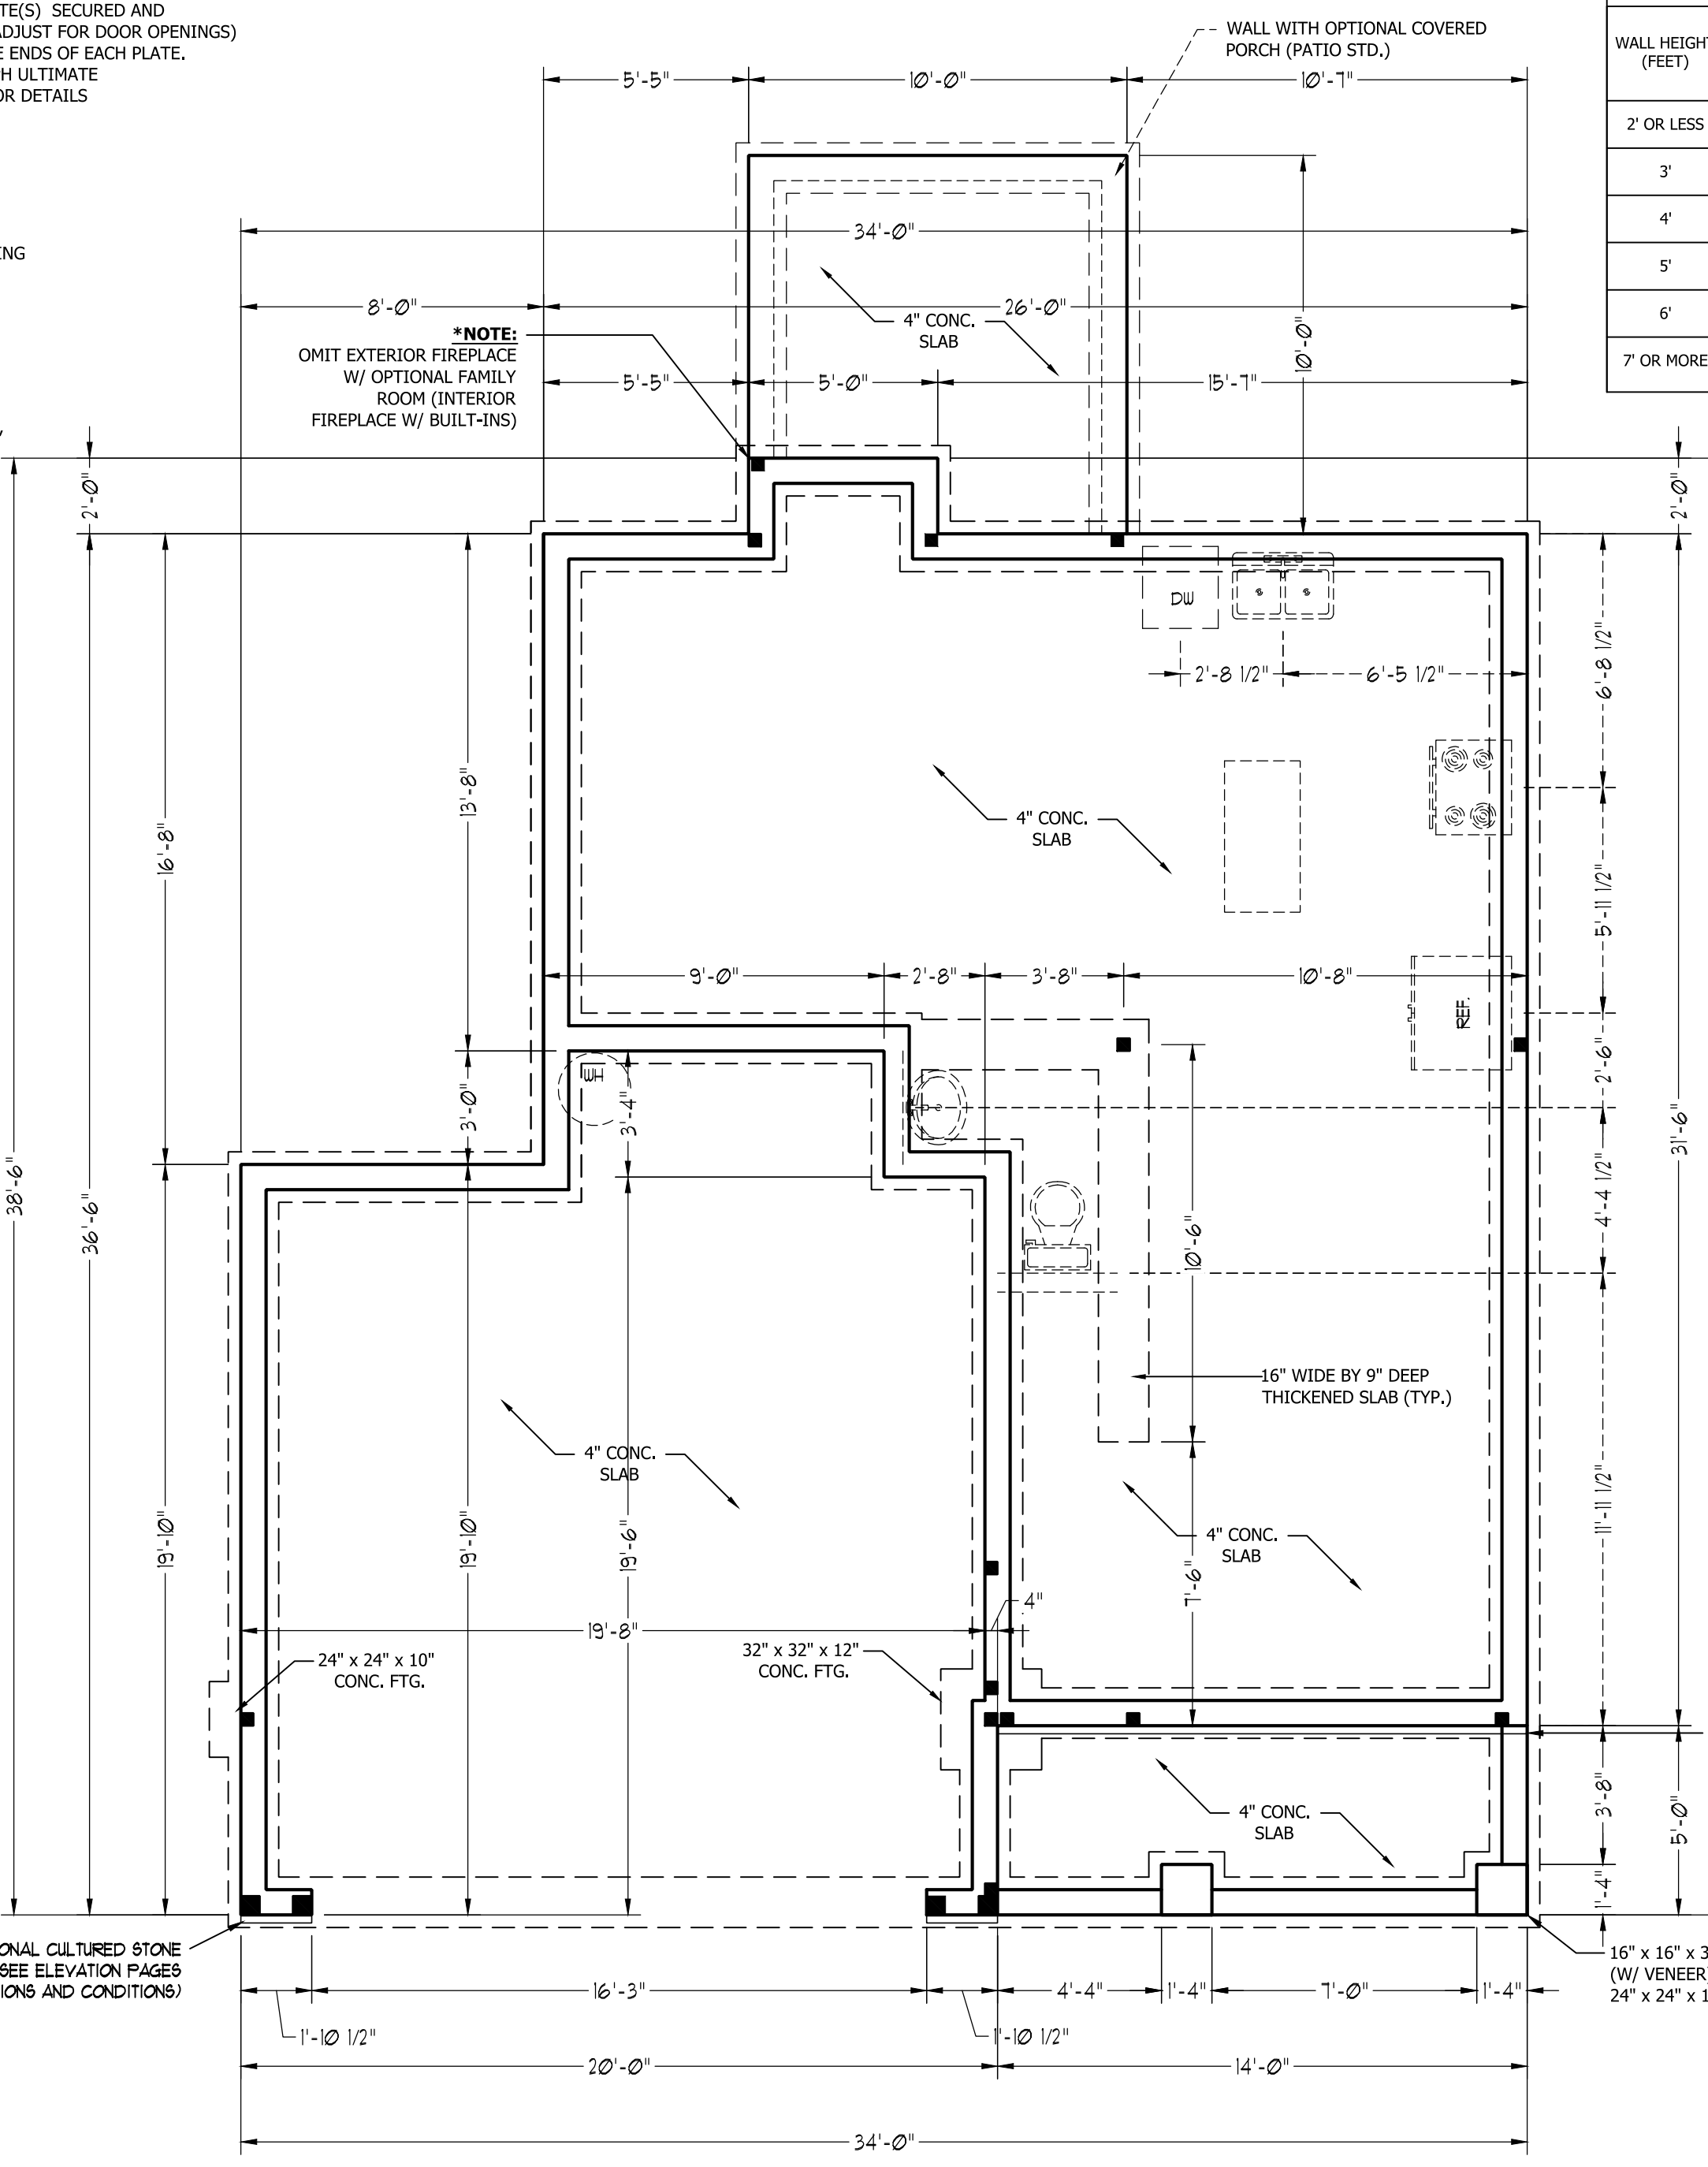 TE(S) SECURED AND
ADJUST FOR DOOR OPENINGS)
E ENDS OF EACH PLATE.
PH ULTIMATE
OR DETAILS
WALL WITH OPTIONAL COVERED
PORCH (PATIO STD.)
WALL HEIGHT
(FEET)
2' OR LESS
3'
4'
5'
6'
7' OR MORE
5'-5"
10'-0"
10'-7"
34'-0"
ING
8'-0"
26'-0"
4" CONC.
SLAB
10'-0"
*NOTE:
OMIT EXTERIOR FIREPLACE
W/ OPTIONAL FAMILY
ROOM (INTERIOR
FIREPLACE W/ BUILT-INS)
5'-5"
5'-0"
15'-7"
2'-0"
2'-0"
DW
2'-8 1/2"
6'-5 1/2"
6'-8 1/2"
13'-8"
16'-8"
4" CONC.
SLAB
5'-11 1/2"
9'-0"
2'-8"
3'-8"
10'-8"
REF.
2'-6"
WH
3'-0"
3'-4"
31'-6"
38'-6"
36'-6"
4'-4 1/2"
10'-6"
16" WIDE BY 9" DEEP
THICKENED SLAB (TYP.)
4" CONC.
SLAB
11'-11 1/2"
19'-10"
19'-10"
19'-6"
4" CONC.
SLAB
7'-6"
4"
19'-8"
24" x 24" x 10"
CONC. FTG.
32" x 32" x 12"
CONC. FTG.
3'-8"
5'-0"
4" CONC.
SLAB
1'-4"
ONAL CULTURED STONE
SEE ELEVATION PAGES
IONS AND CONDITIONS)
16" x 16" x 3
(W/ VENEER
24" x 24" x 1
16'-3"
4'-4"
1'-4"
7'-0"
1'-4"
1'-10 1/2"
1'-10 1/2"
20'-0"
14'-0"
34'-0"